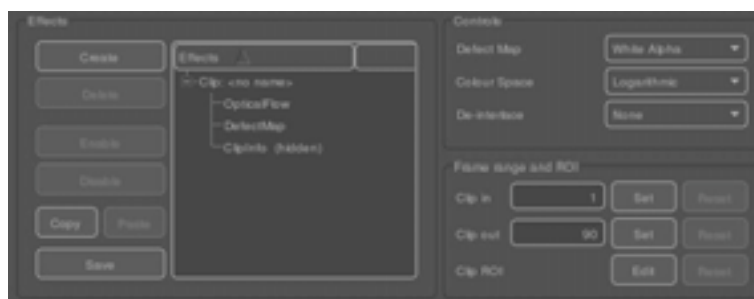 Effects
Create
Delete
Enable
Disable
Copy Paste
Save
Effects
Clip: <no name>
OpticalFlow
DefectMap
ClipInfo (hidden)
Controls
Defect Map White Alpha
Colour Space Logarithmic
De-interlace None
Frame range and ROI
Clip in 1 Set Reset
Clip out 90 Set Reset
Clip ROI Edit Reset